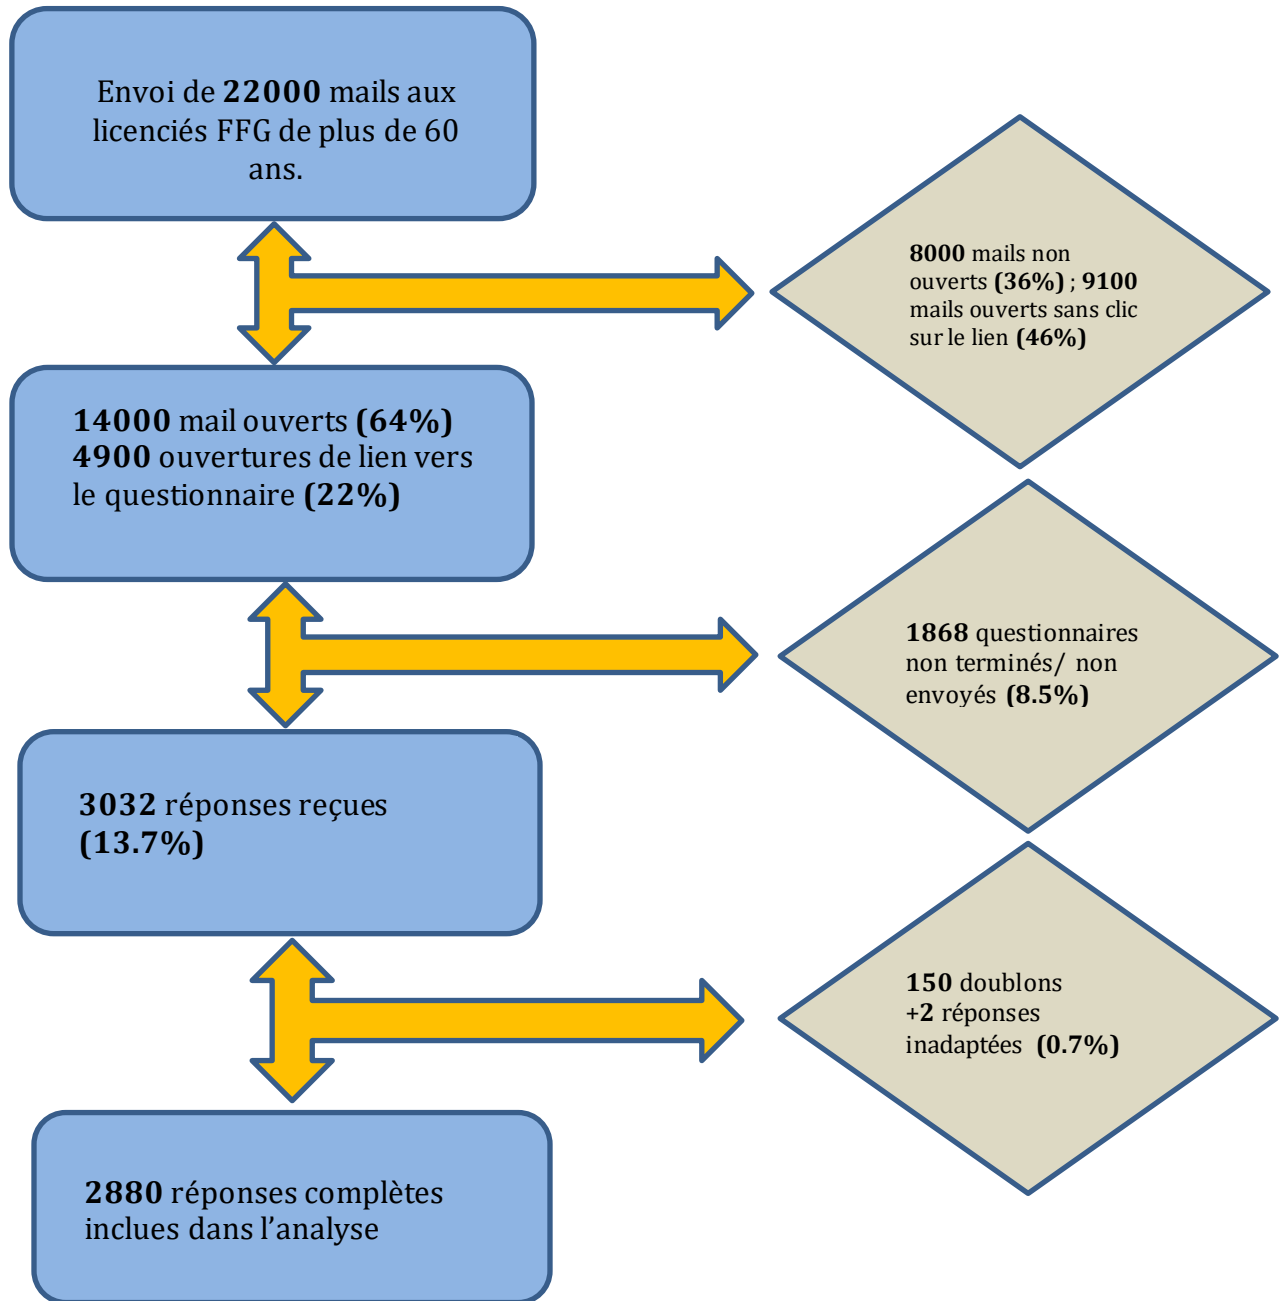 Envoi de 22000 mails aux
licenciés FFG de plus de 60
ans.
8000 mails non
ouverts (36%) ; 9100
mails ouverts sans clic
sur le lien (46%)
14000 mail ouverts (64%)
4900 ouvertures de lien vers
le questionnaire (22%)
1868 questionnaires
non terminés/ non
envoyés (8.5%)
3032 réponses reçues
(13.7%)
150 doublons
+2 réponses
inadaptées (0.7%)
2880 réponses complètes
inclues dans l’analyse